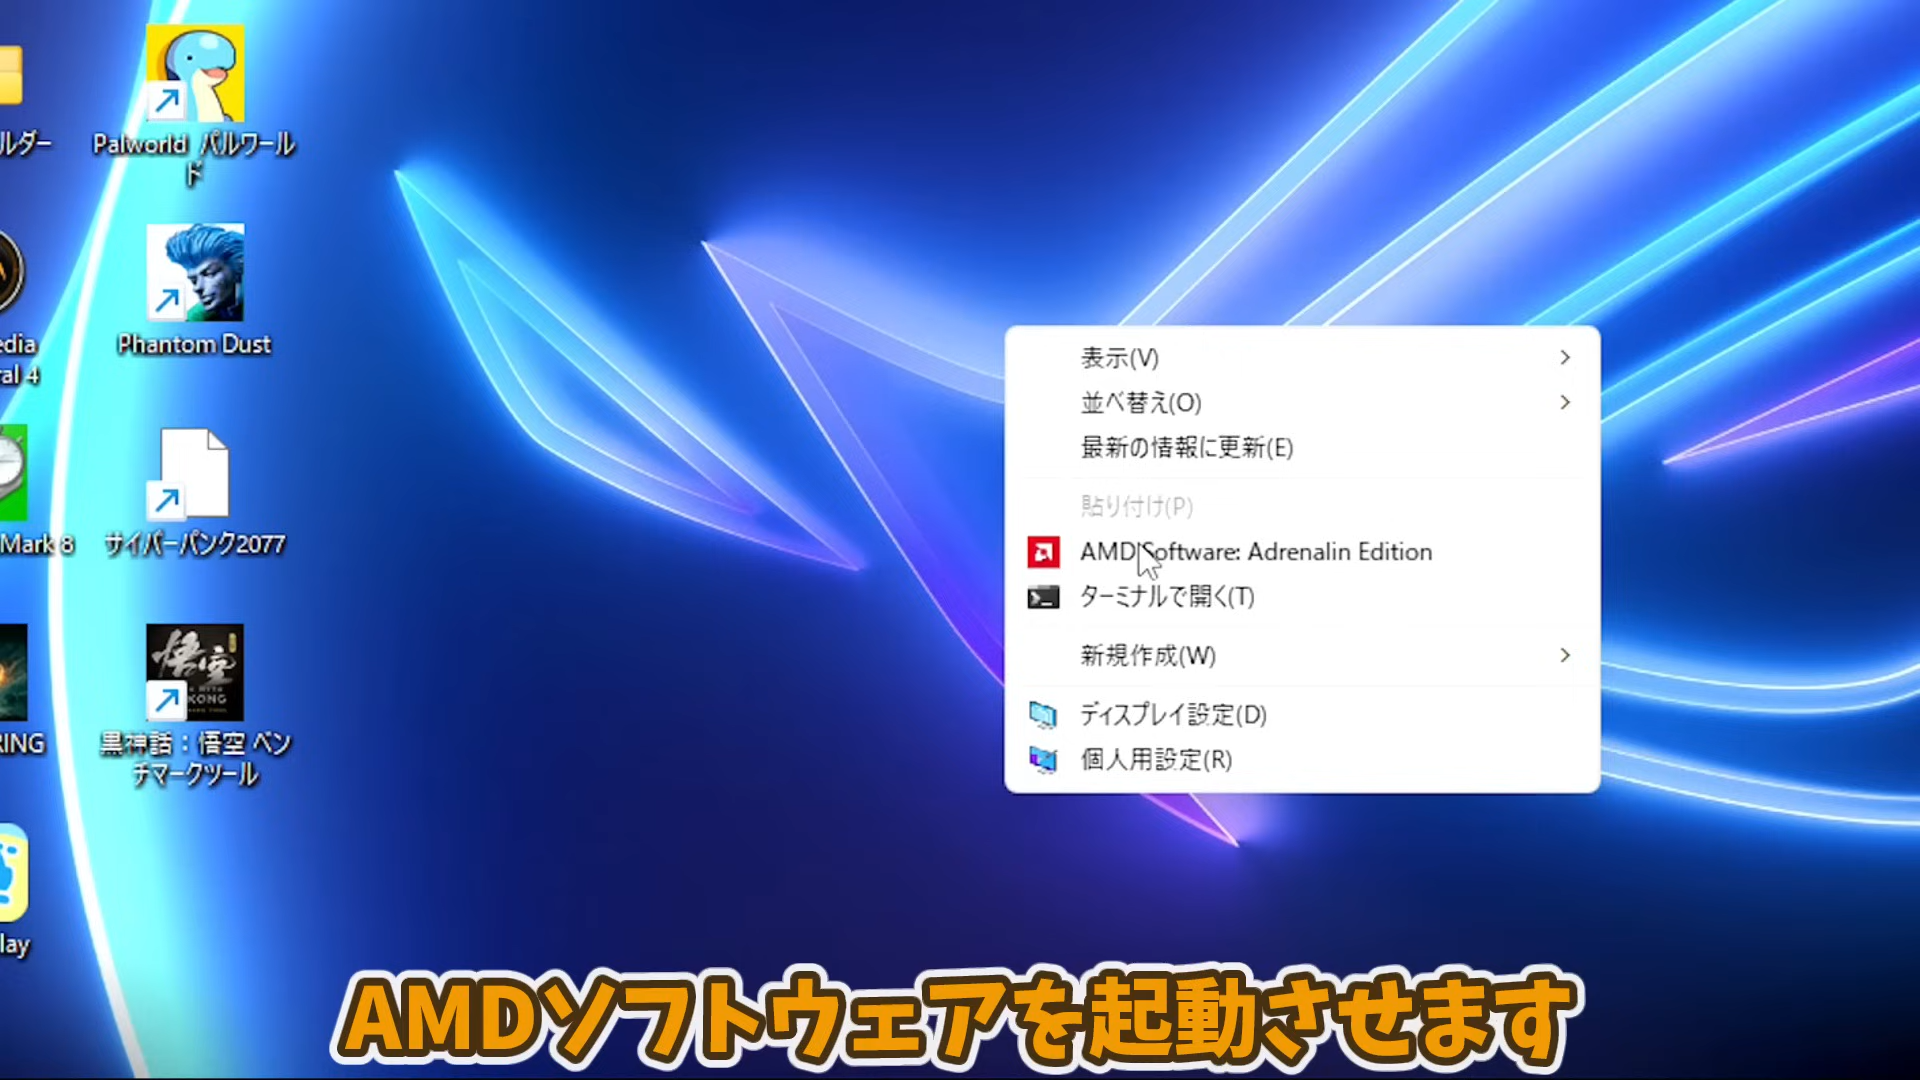 ルダー
Palworld パルワール
ド
edia
ral 4
Phantom Dust
Mark 8
サイバーパンク2077
RING
悟空
KONG
黒神話：悟空 ベン
チマークツール
lay
表示(V)
並べ替え(O)
最新の情報に更新(E)
貼り付け(P)
AMD Software: Adrenalin Edition
ターミナルで開く(T)
新規作成(W)
ディスプレイ設定(D)
個人用設定(R)
AMDソフトウェアを起動させます